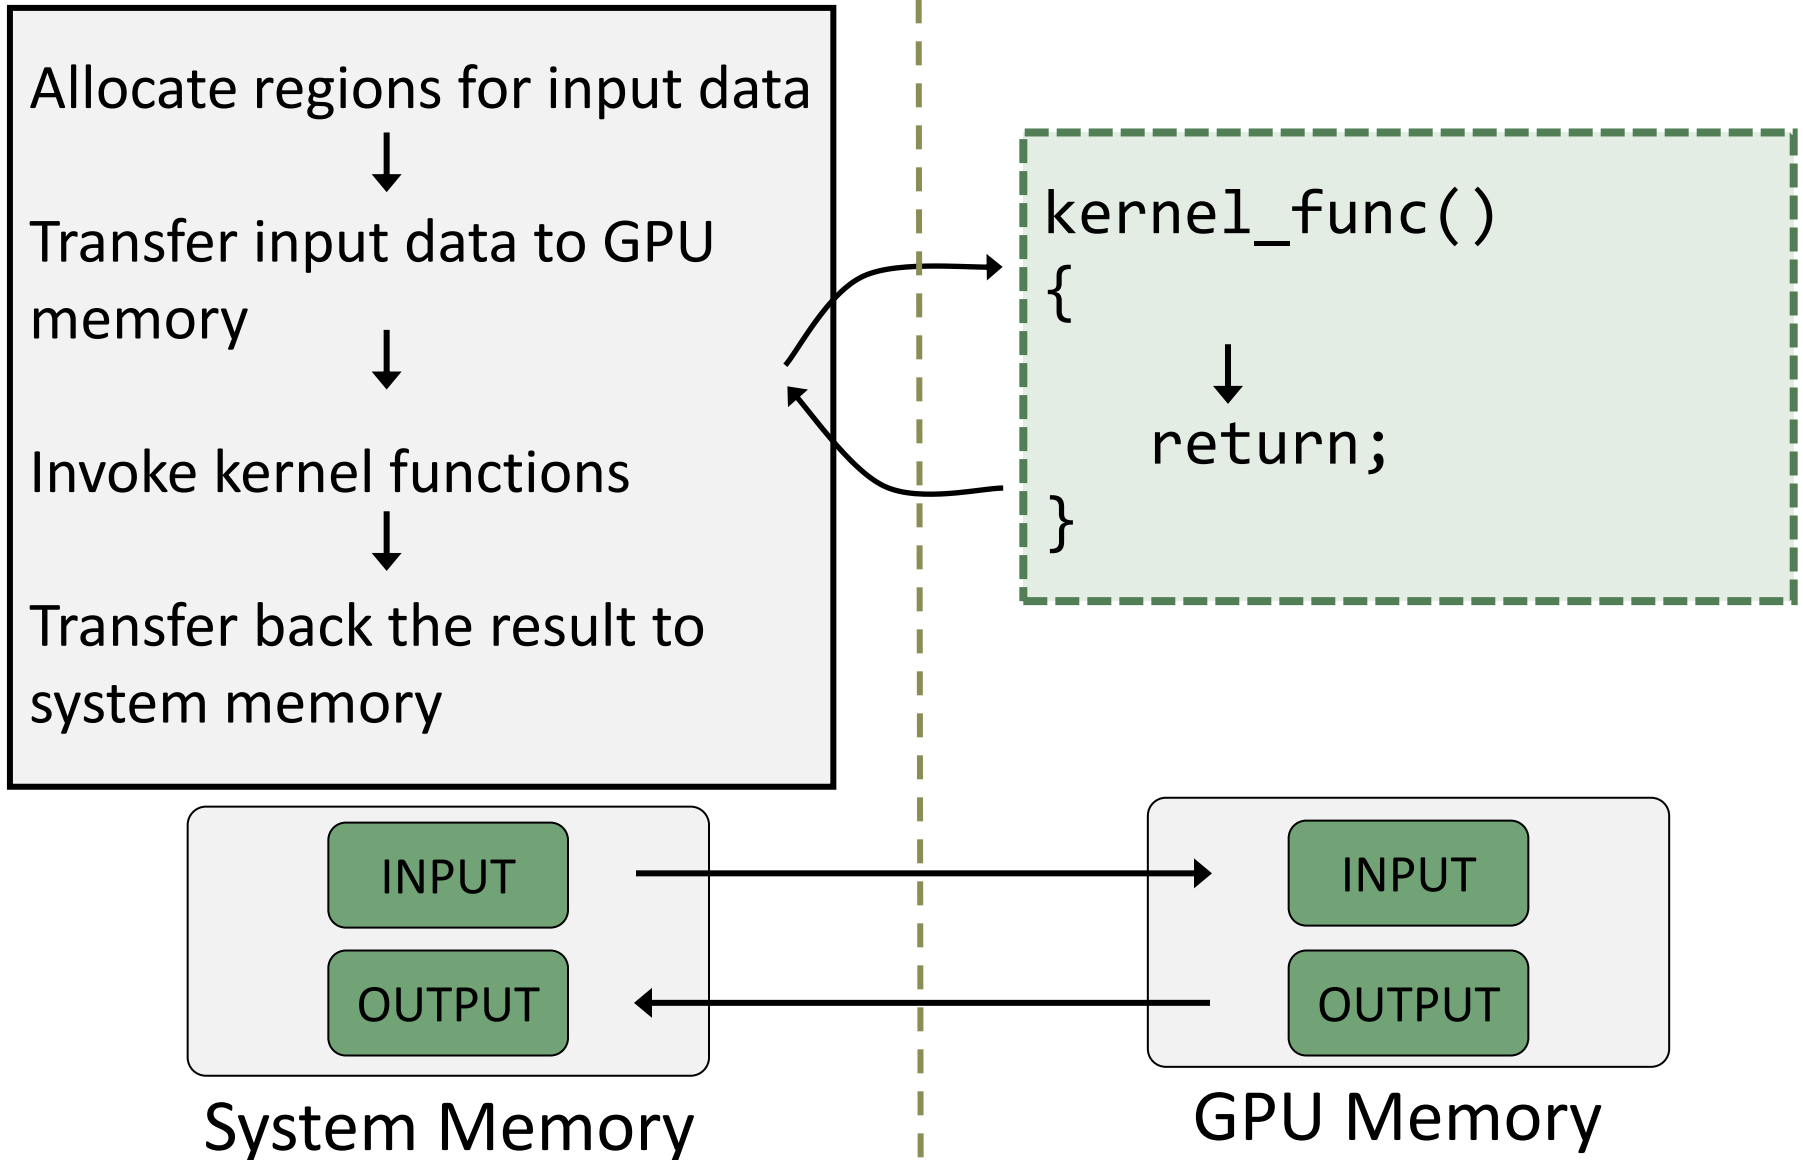 Allocate regions for input data
Transfer input data to GPU
memory
Invoke kernel functions
Transfer back the result to
system memory
kernel_func()
{
return;
}
INPUT
OUTPUT
System Memory
INPUT
OUTPUT
GPU Memory